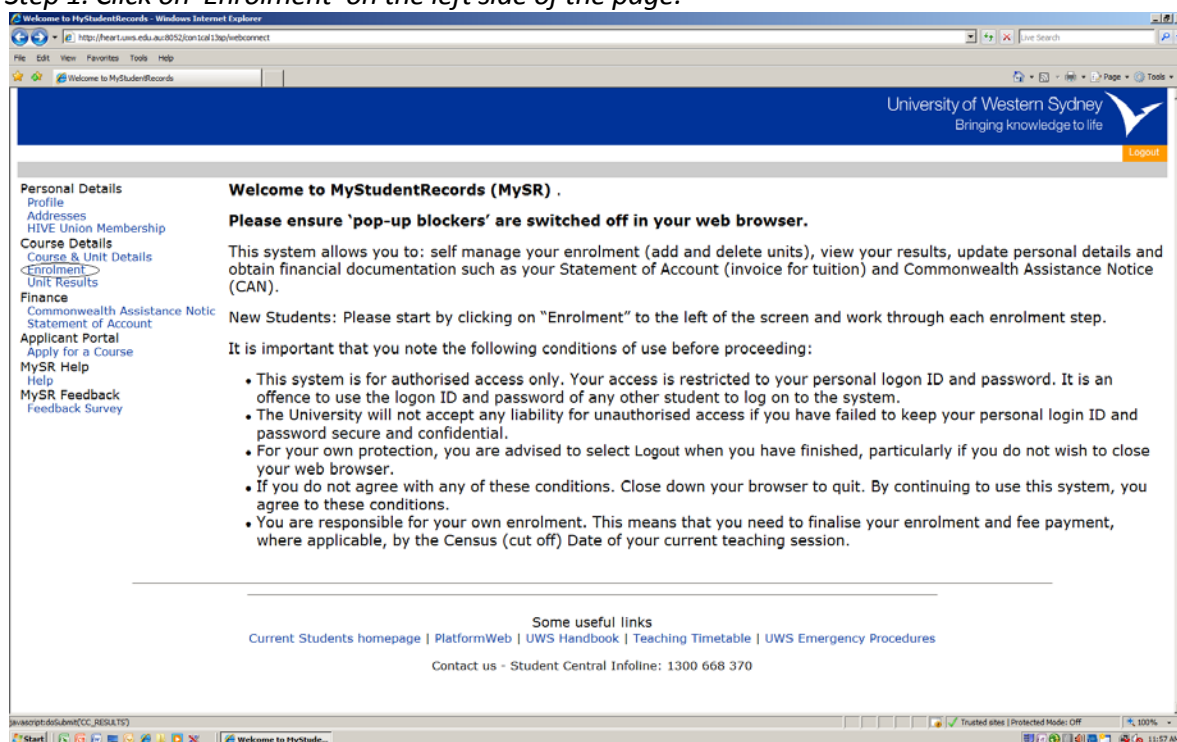 Step 1: Click on 'Enrolment' on the left side of the page.
Welcome to MyStudentRecords - Windows Internet Explorer
http://heart.uws.edu.au:8052/con1cal13sp/webconnect
Live Search
File Edit View Favorites Tools Help
Welcome to MyStudentRecords
Page Tools
University of Western Sydney
Bringing knowledge to life
Logout
Personal Details
Profile
Addresses
HIVE Union Membership
Course Details
Course & Unit Details
Enrolment
Unit Results
Finance
Commonwealth Assistance Notic
Statement of Account
Applicant Portal
Apply for a Course
MySR Help
Help
MySR Feedback
Feedback Survey
Welcome to MyStudentRecords (MySR) .
Please ensure ‘pop-up blockers’ are switched off in your web browser.
This system allows you to: self manage your enrolment (add and delete units), view your results, update personal details and
obtain financial documentation such as your Statement of Account (invoice for tuition) and Commonwealth Assistance Notice
(CAN).
New Students: Please start by clicking on “Enrolment” to the left of the screen and work through each enrolment step.
It is important that you note the following conditions of use before proceeding:
• This system is for authorised access only. Your access is restricted to your personal logon ID and password. It is an
offence to use the logon ID and password of any other student to log on to the system.
• The University will not accept any liability for unauthorised access if you have failed to keep your personal login ID and
password secure and confidential.
• For your own protection, you are advised to select Logout when you have finished, particularly if you do not wish to close
your web browser.
• If you do not agree with any of these conditions. Close down your browser to quit. By continuing to use this system, you
agree to these conditions.
• You are responsible for your own enrolment. This means that you need to finalise your enrolment and fee payment,
where applicable, by the Census (cut off) Date of your current teaching session.
Some useful links
Current Students homepage | PlatformWeb | UWS Handbook | Teaching Timetable | UWS Emergency Procedures
Contact us - Student Central Infoline: 1300 668 370
javascript:doSubmit('CC_RESULTS')
Trusted sites | Protected Mode: Off
100%
Start
Welcome to MyStude...
11:57 AM